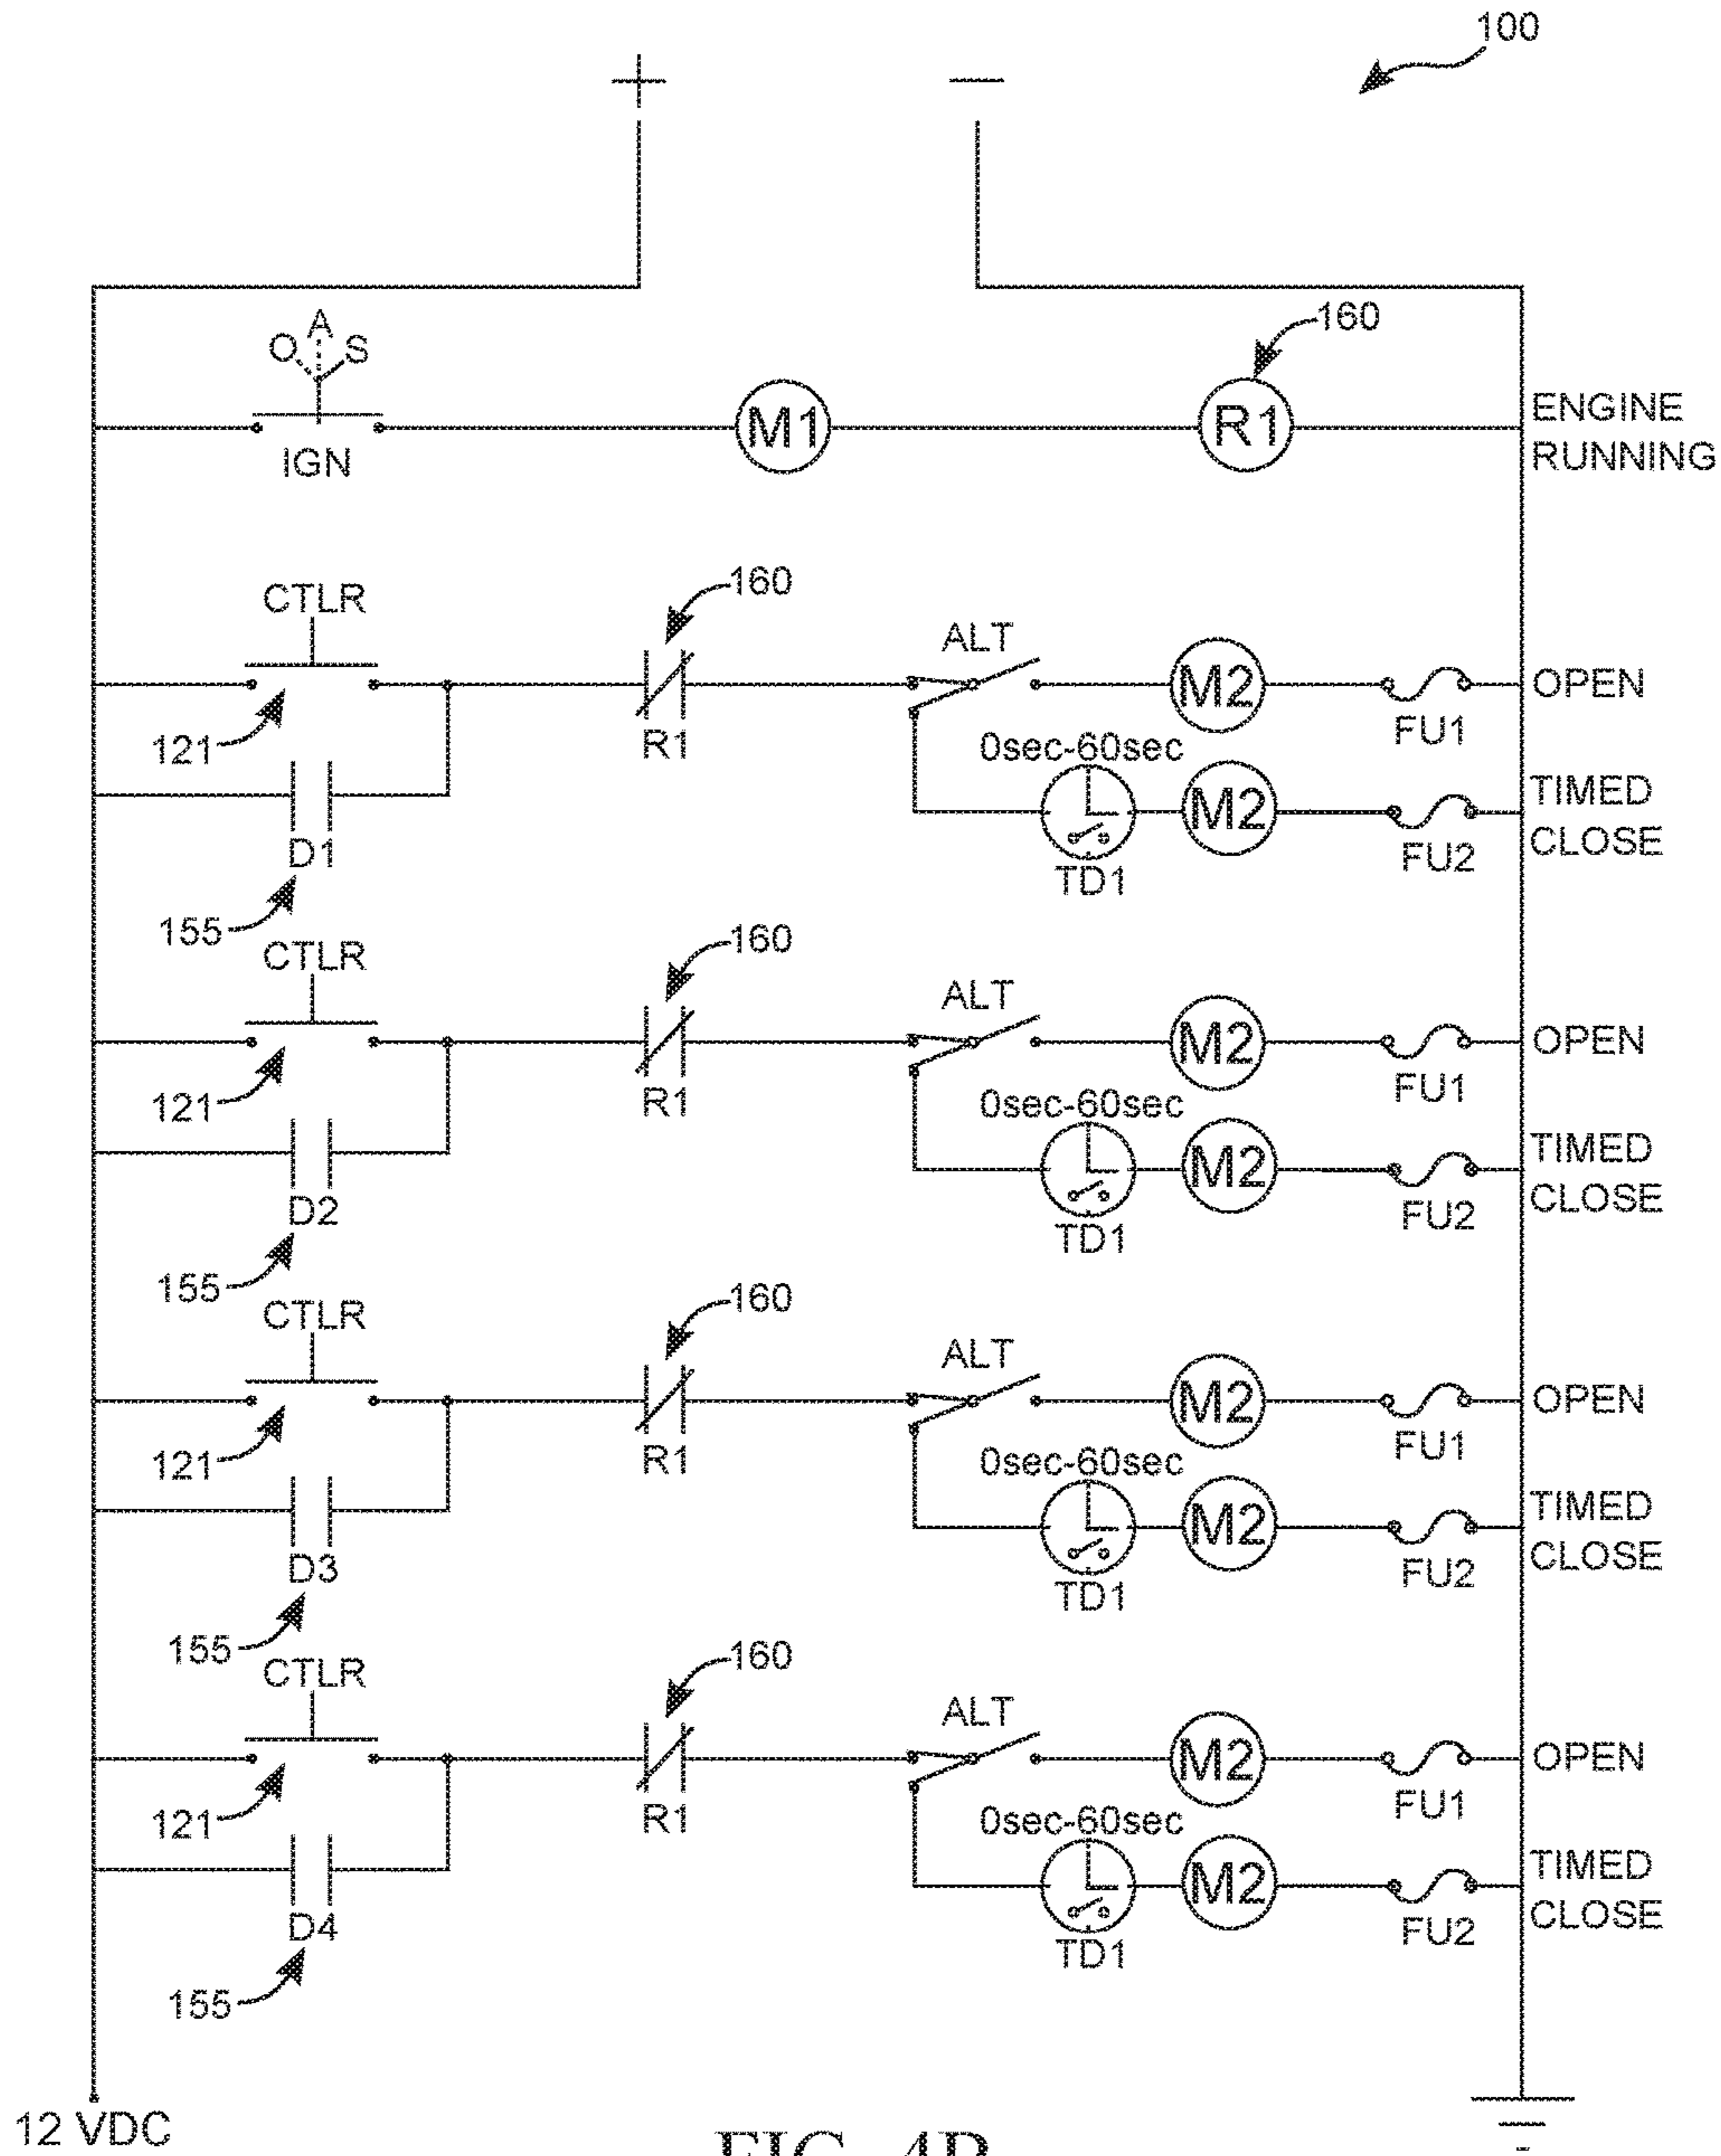 100
+ −
O A S
160
IGN
M1
R1
ENGINE
RUNNING
CTLR
160
ALT
M2
OPEN
121
R1
FU1
0sec-60sec
M2
TIMED
CLOSE
D1
TD1
FU2
155
CTLR
160
ALT
M2
OPEN
121
R1
FU1
0sec-60sec
M2
TIMED
CLOSE
D2
TD1
FU2
155
CTLR
160
ALT
M2
OPEN
121
R1
FU1
0sec-60sec
M2
TIMED
CLOSE
D3
TD1
FU2
155
CTLR
160
ALT
M2
OPEN
121
R1
FU1
0sec-60sec
M2
TIMED
CLOSE
D4
TD1
FU2
155
12 VDC
FIG. 4B